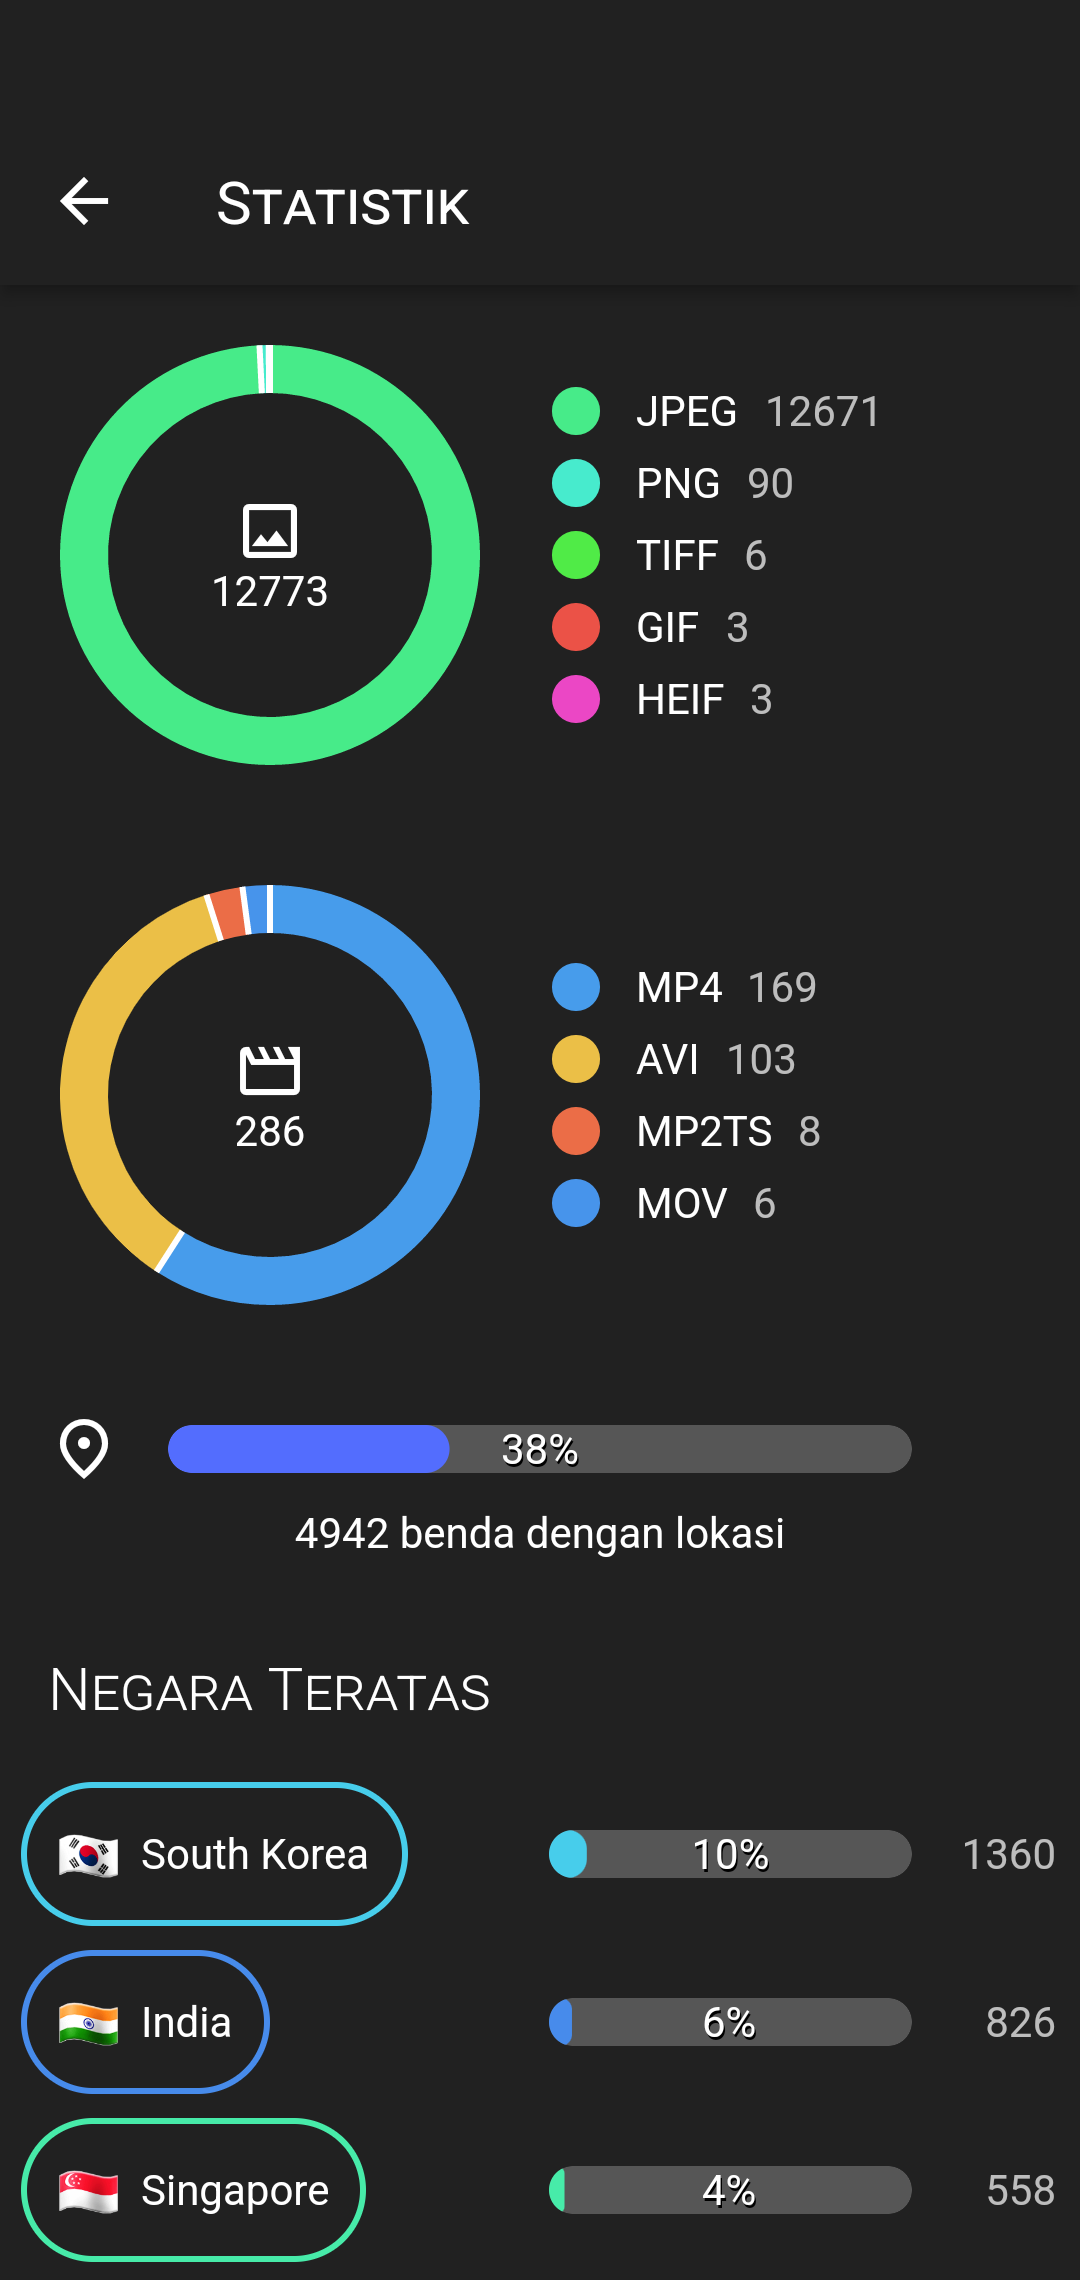 Statistik
JPEG 12671
PNG 90
TIFF 6
GIF 3
HEIF 3
12773
MP4 169
AVI 103
MP2TS 8
MOV 6
286
38%
4942 benda dengan lokasi
Negara Teratas
South Korea 10% 1360
India 6% 826
Singapore 4% 558